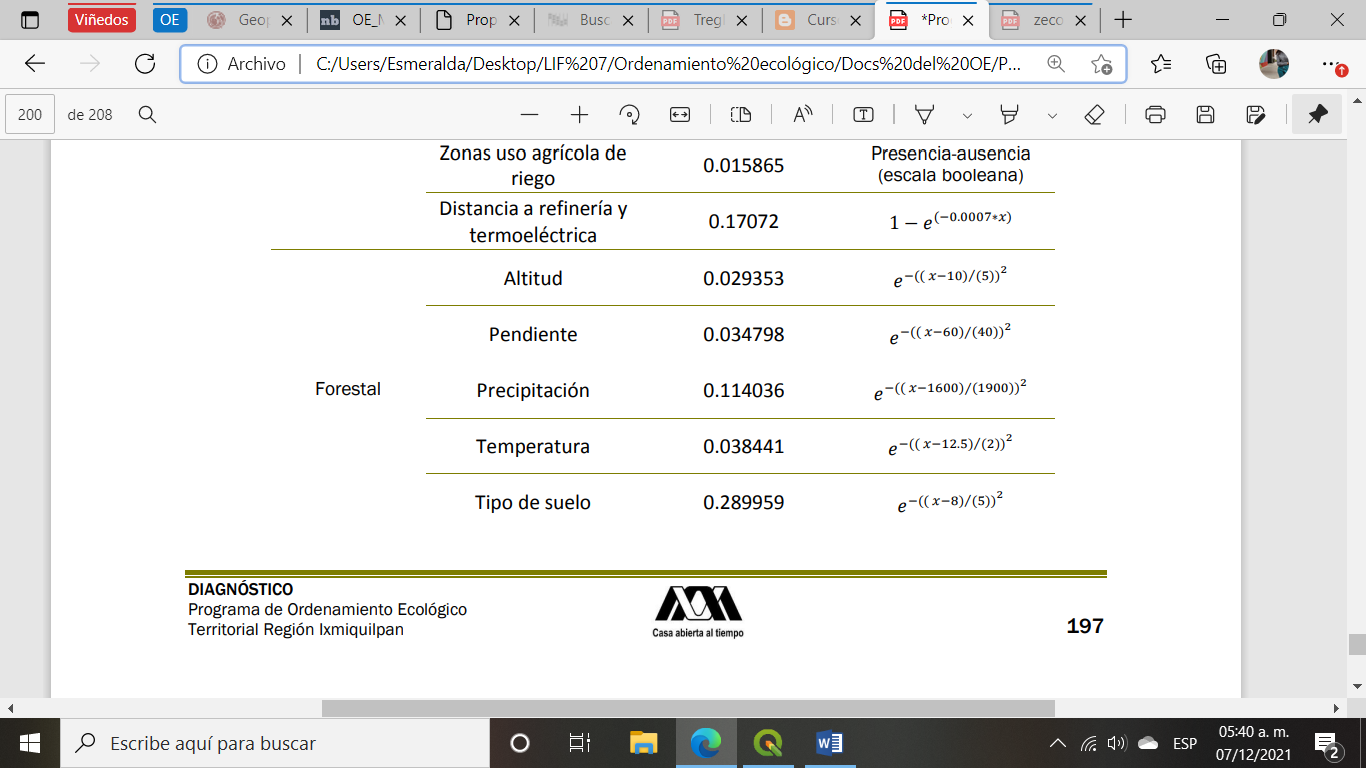 Viñedos
OE
Geop
OE_M
Prop
Busc
Tregl
Curs
*Pro
zeco
Archivo
C:/Users/Esmeralda/Desktop/LIF%207/Ordenamiento%20ecológico/Docs%20del%20OE/P...
200
de 208
Zonas uso agrícola de
riego
0.015865
Presencia-ausencia
(escala booleana)
Distancia a refinería y
termoeléctrica
0.17072
1 − e^(−0.0007*x)
Altitud
0.029353
e^−((x−10)/(5))^2
Pendiente
0.034798
e^−((x−60)/(40))^2
Forestal
Precipitación
0.114036
e^−((x−1600)/(1900))^2
Temperatura
0.038441
e^−((x−12.5)/(2))^2
Tipo de suelo
0.289959
e^−((x−8)/(5))^2
DIAGNÓSTICO
Programa de Ordenamiento Ecológico
Territorial Región Ixmiquilpan
Casa abierta al tiempo
197
Escribe aquí para buscar
ESP
05:40 a. m.
07/12/2021
2